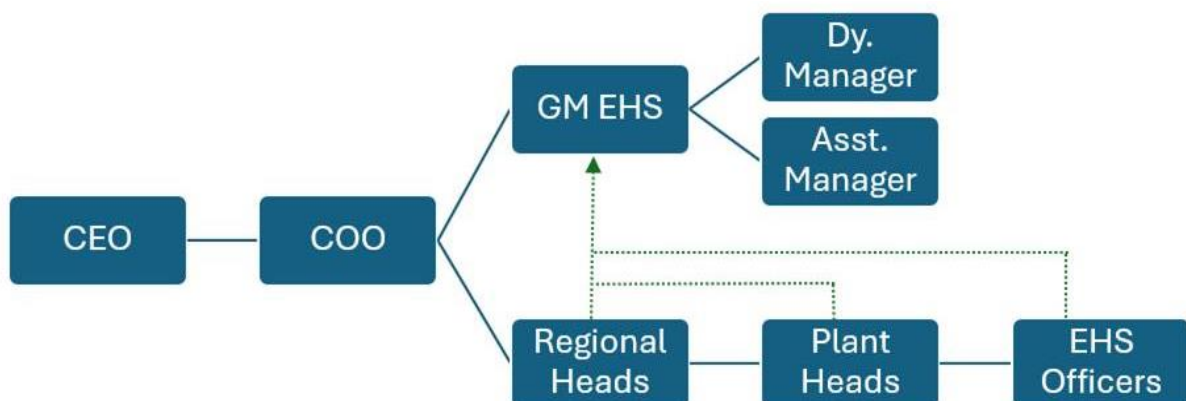 Dy.
Manager
GM EHS
Asst.
Manager
CEO
COO
Regional
Heads
Plant
Heads
EHS
Officers